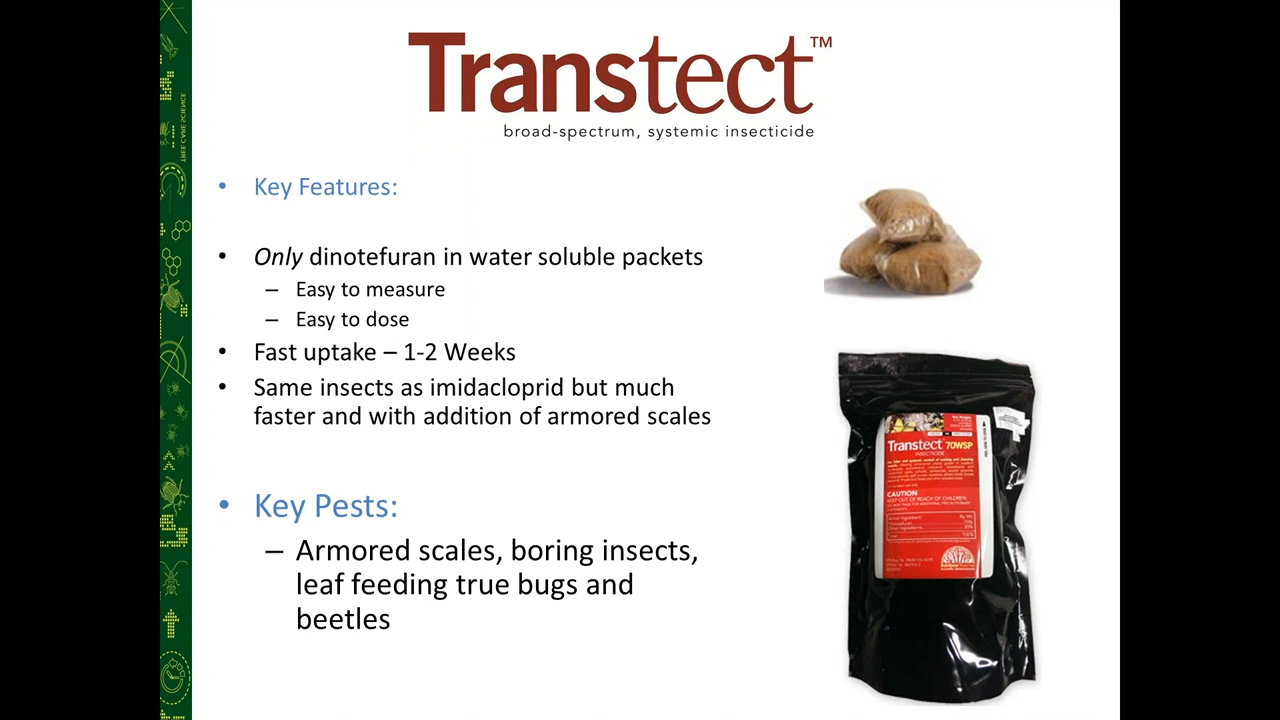 Transtect™
broad-spectrum, systemic insecticide
TREE CARE SCIENCE
• Key Features:
• Only dinotefuran in water soluble packets
– Easy to measure
– Easy to dose
• Fast uptake – 1-2 Weeks
• Same insects as imidacloprid but much
faster and with addition of armored scales
• Key Pests:
– Armored scales, boring insects,
leaf feeding true bugs and
beetles
Transtect 70WSP
INSECTICIDE
CAUTION
KEEP OUT OF REACH OF CHILDREN